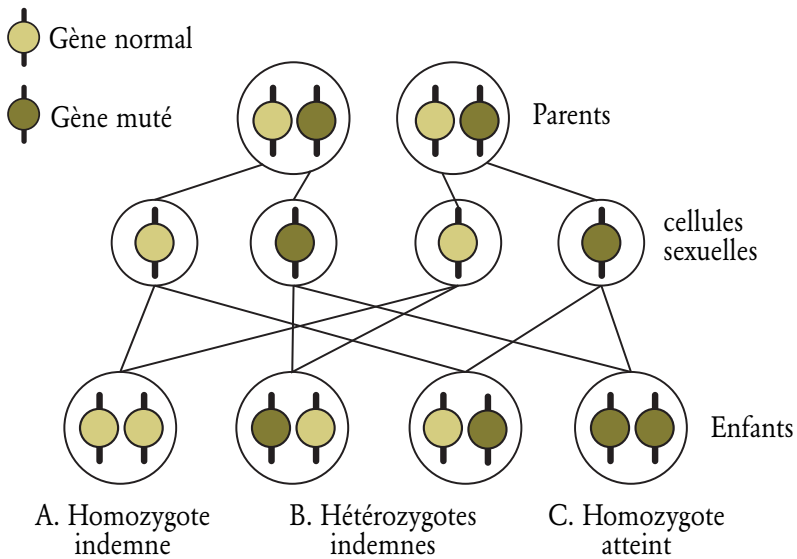 Gène normal
Gène muté
Parents
cellules
sexuelles
Enfants
A. Homozygote
indemne
B. Hétérozygotes
indemnes
C. Homozygote
atteint